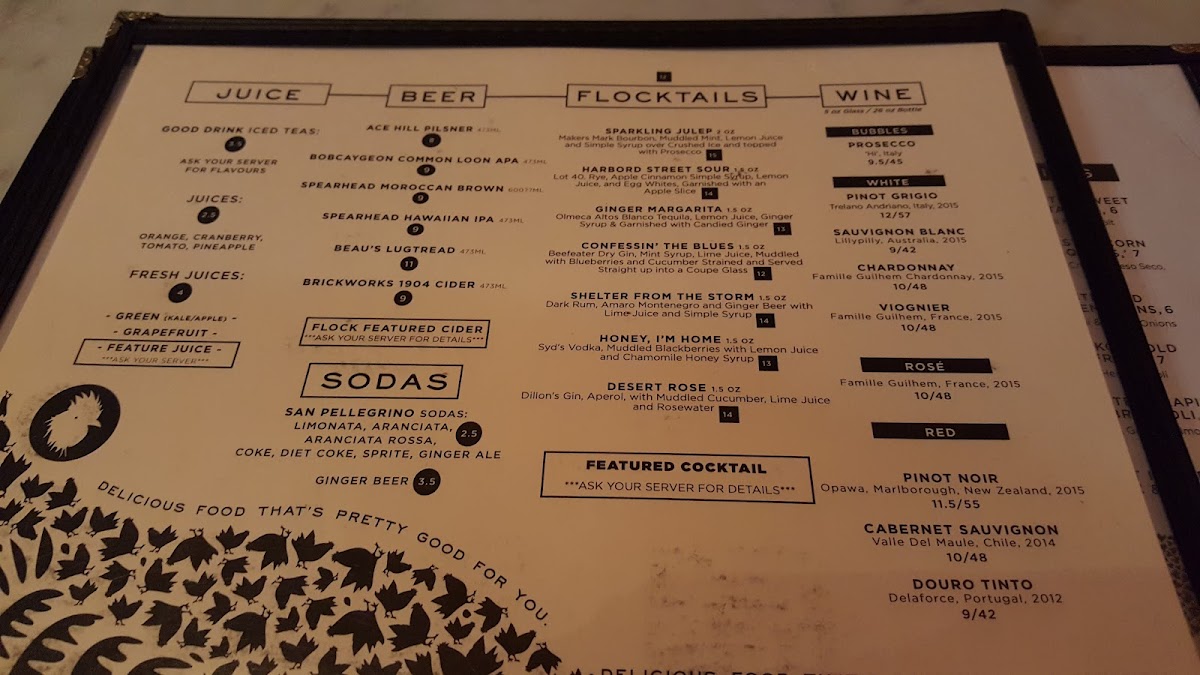 JUICE
GOOD DRINK ICED TEAS:
3.5
ASK YOUR SERVER
FOR FLAVOURS
JUICES:
2.5
ORANGE, CRANBERRY,
TOMATO, PINEAPPLE
FRESH JUICES:
4
- GREEN (KALE/APPLE) -
- GRAPEFRUIT -
- FEATURE JUICE -
***ASK YOUR SERVER***
BEER
ACE HILL PILSNER 473ML
9
BOBCAYGEON COMMON LOON APA 473ML
9
SPEARHEAD MOROCCAN BROWN
9
SPEARHEAD HAWAIIAN IPA 473ML
9
BEAU'S LUGTREAD 473ML
11
BRICKWORKS 1904 CIDER 473ML
9
FLOCK FEATURED CIDER
***ASK YOUR SERVER FOR DETAILS***
SODAS
SAN PELLEGRINO SODAS:
LIMONATA, ARANCIATA,
ARANCIATA ROSSA,
2.5
COKE, DIET COKE, SPRITE, GINGER ALE
GINGER BEER 3.5
12
FLOCKTAILS
SPARKLING JULEP 2 OZ
Makers Mark Bourbon, Muddled Mint, Lemon Juice
and Simple Syrup over Crushed Ice and topped
with Prosecco 15
HARBORD STREET SOUR 1.5 OZ
Lot 40, Rye, Apple Cinnamon Simple Syrup, Lemon
Juice, and Egg Whites, Garnished with an
Apple Slice 14
GINGER MARGARITA 1.5 OZ
Olmeca Altos Blanco Tequila, Lemon Juice, Ginger
Syrup & Garnished with Candied Ginger 13
CONFESSIN' THE BLUES 1.5 OZ
Beefeater Dry Gin, Mint Syrup, Lime Juice, Muddled
with Blueberries and Cucumber Strained and Served
Straight up into a Coupe Glass 12
SHELTER FROM THE STORM 1.5 OZ
Dark Rum, Amaro Montenegro and Ginger Beer with
Lime Juice and Simple Syrup 14
HONEY, I'M HOME 1.5 OZ
Syd's Vodka, Muddled Blackberries with Lemon Juice
and Chamomile Honey Syrup 13
DESERT ROSE 1.5 OZ
Dillon's Gin, Aperol, with Muddled Cucumber, Lime Juice
and Rosewater 14
FEATURED COCKTAIL
***ASK YOUR SERVER FOR DETAILS***
WINE
5 oz Glass / 26 oz Bottle
BUBBLES
PROSECCO
'Hi', Italy
9.5/45
WHITE
PINOT GRIGIO
Trelano Andriano, Italy, 2015
12/57
SAUVIGNON BLANC
Lillypilly, Australia, 2015
9/42
CHARDONNAY
Famille Guilhem Chardonnay, 2015
10/48
VIOGNIER
Famille Guilhem, France, 2015
10/48
ROSÉ
Famille Guilhem, France, 2015
10/48
RED
PINOT NOIR
Opawa, Marlborough, New Zealand, 2015
11.5/55
CABERNET SAUVIGNON
Valle Del Maule, Chile, 2014
10/48
DOURO TINTO
Delaforce, Portugal, 2012
9/42
DELICIOUS FOOD THAT'S PRETTY GOOD FOR YOU.
DELICIOUS FOOD